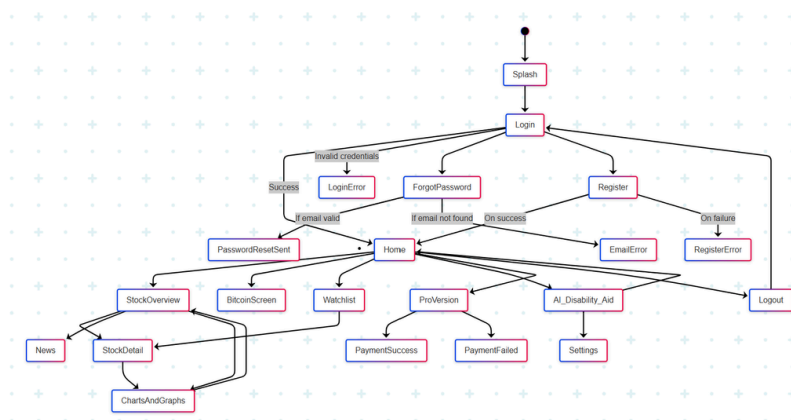 Splash
Login
Invalid credentials
Success
LoginError
ForgotPassword
Register
If email valid
If email not found
On success
On failure
PasswordResetSent
Home
EmailError
RegisterError
StockOverview
BitcoinScreen
Watchlist
ProVersion
AI_Disability_Aid
Logout
News
StockDetail
PaymentSuccess
PaymentFailed
Settings
ChartsAndGraphs